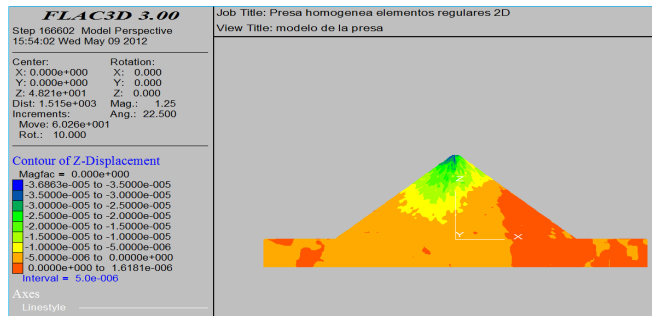 FLAC3D 3.00
Step 166602 Model Perspective
15:54:02 Wed May 09 2012
Center:
Rotation:
X: 0.000e+000
X: 0.000
Y: 0.000e+000
Y: 0.000
Z: 4.821e+001
Z: 0.000
Dist: 1.515e+003
Mag.: 1.25
Increments:
Ang.: 22.500
Move: 6.026e+001
Rot.: 10.000
Contour of Z-Displacement
Magfac = 0.000e+000
-3.6863e-005 to -3.5000e-005
-3.5000e-005 to -3.0000e-005
-3.0000e-005 to -2.5000e-005
-2.5000e-005 to -2.0000e-005
-2.0000e-005 to -1.5000e-005
-1.5000e-005 to -1.0000e-005
-1.0000e-005 to -5.0000e-006
-5.0000e-006 to 0.0000e+000
0.0000e+000 to 1.6181e-006
Interval = 5.0e-006
Axes
Linestyle
Job Title: Presa homogenea elementos regulares 2D
View Title: modelo de la presa
Z
Y
X